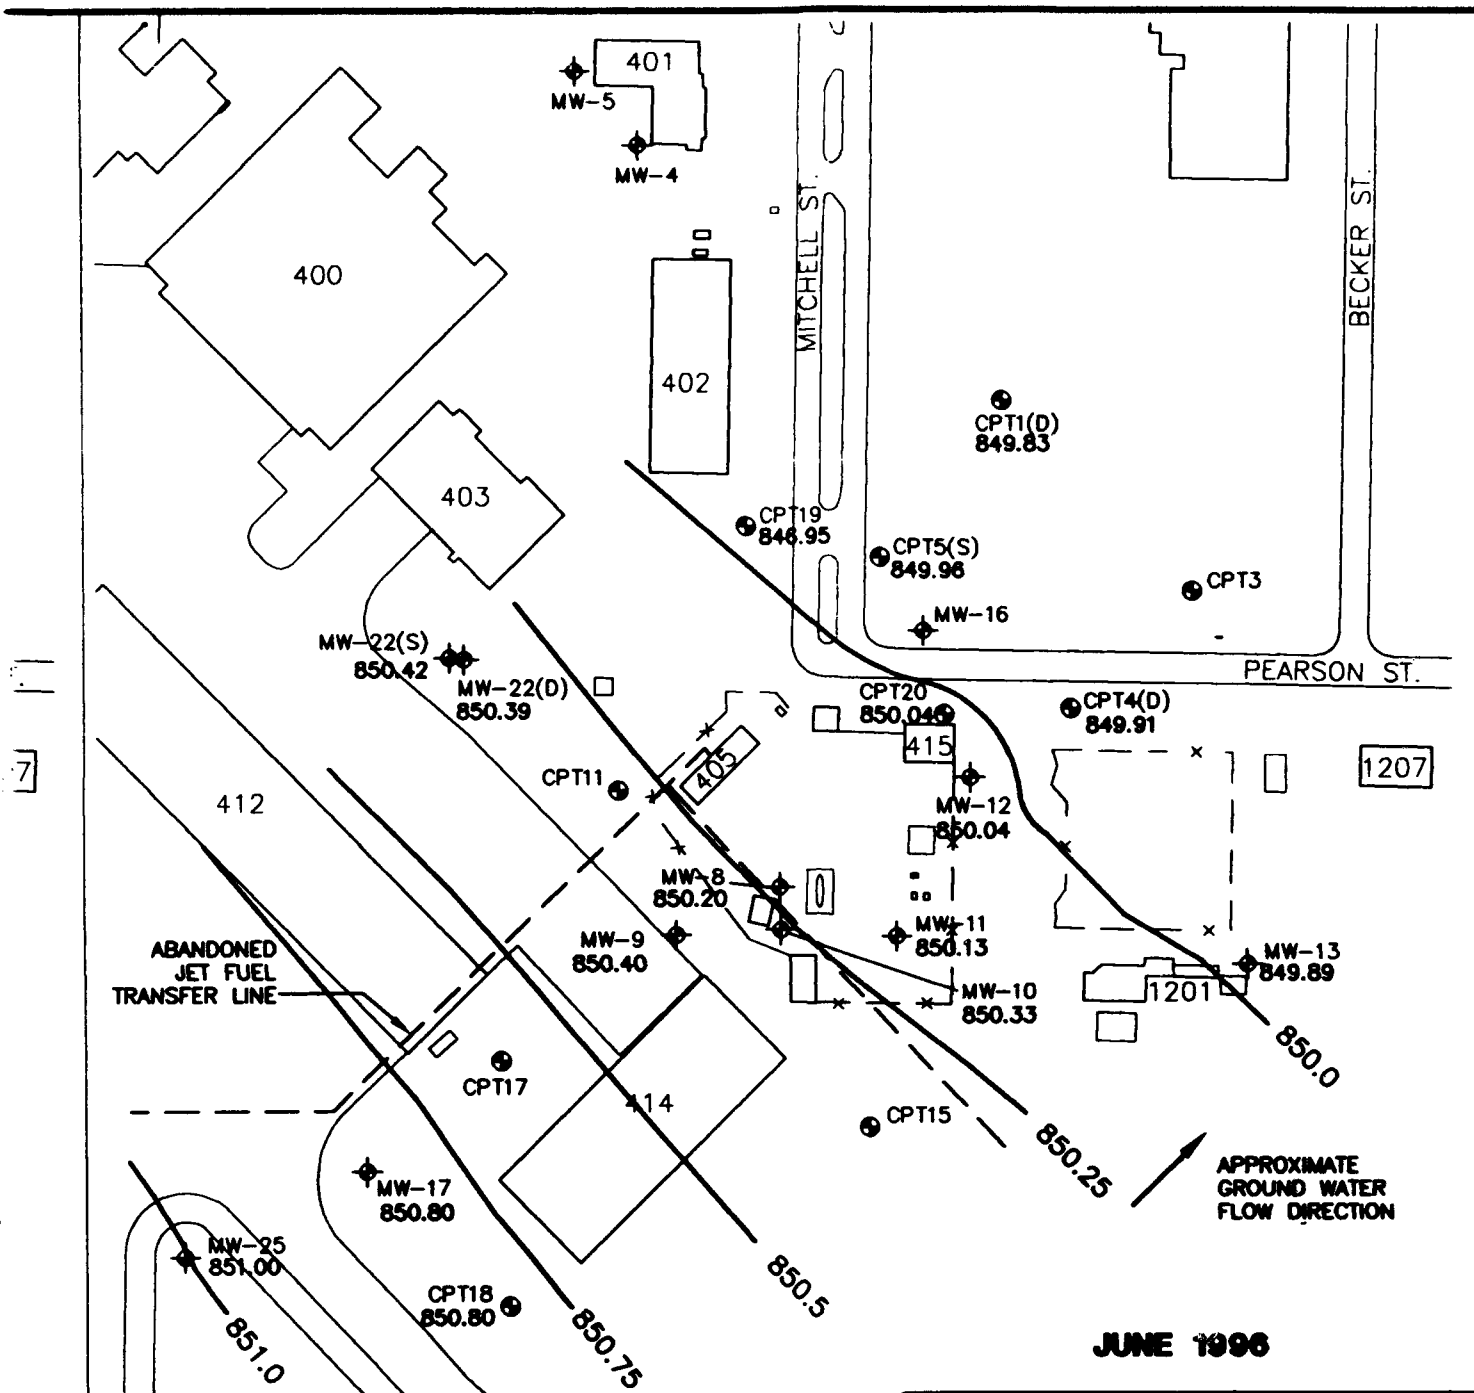 401
MW-5
MW-4
400
402
MITCHELL ST.
BECKER ST.
CPT1(D)
849.83
403
CPT19
846.95
CPT5(S)
849.96
CPT3
MW-16
MW-22(S)
850.42
MW-22(D)
850.39
PEARSON ST.
CPT20
850.04
CPT4(D)
849.91
415
405
7
1207
412
CPT11
MW-12
850.04
MW-8
850.20
MW-9
850.40
MW-11
850.13
MW-13
849.89
ABANDONED
JET FUEL
TRANSFER LINE
MW-10
850.33
1201
850.0
CPT17
414
CPT15
850.25
APPROXIMATE
GROUND WATER
FLOW DIRECTION
MW-17
850.80
MW-25
851.00
CPT18
850.80
850.5
850.75
851.0
JUNE 1996